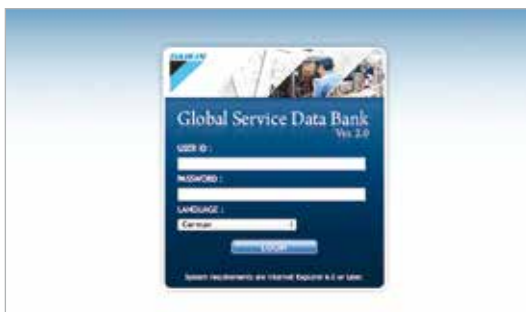 DAIKIN
Global Service Data Bank
Ver. 2.0
USER ID :
PASSWORD :
LANGUAGE :
German
LOGIN
System requirements are Internet Explorer 6.0 or later.